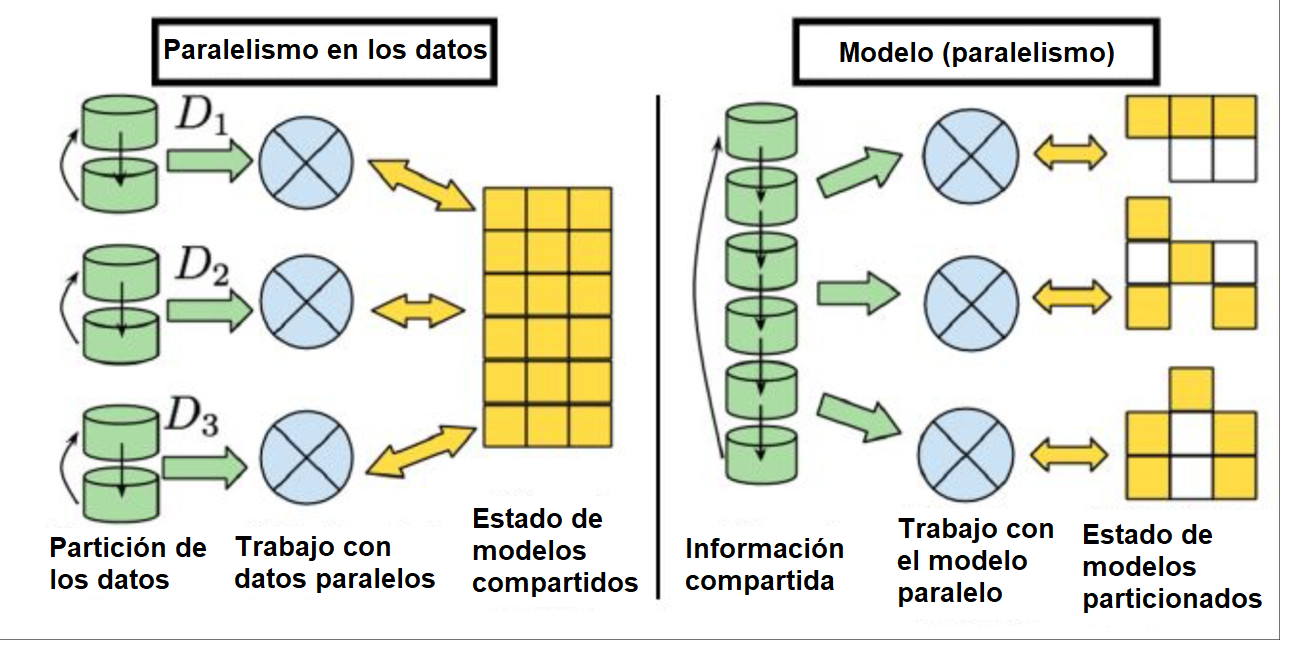 Paralelismo en los datos
D1
D2
D3
Partición de
los datos
Trabajo con
datos paralelos
Estado de
modelos
compartidos
Modelo (paralelismo)
Información
compartida
Trabajo con
el modelo
paralelo
Estado de
modelos
particionados